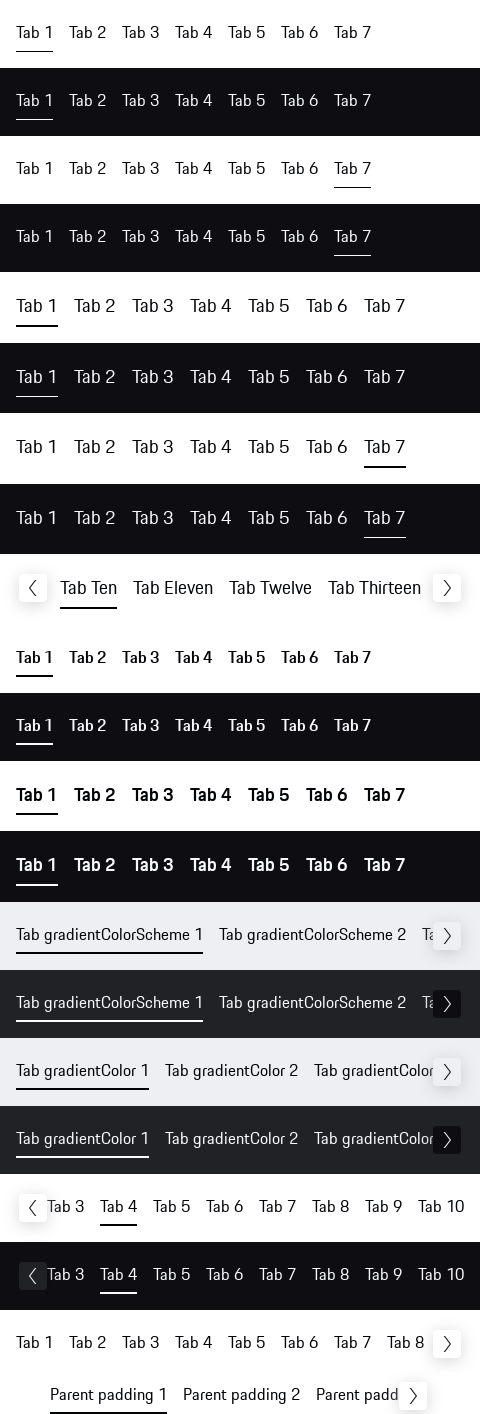 Tab 1 Tab 2 Tab 3 Tab 4 Tab 5 Tab 6 Tab 7
Tab 1 Tab 2 Tab 3 Tab 4 Tab 5 Tab 6 Tab 7
Tab 1 Tab 2 Tab 3 Tab 4 Tab 5 Tab 6 Tab 7
Tab 1 Tab 2 Tab 3 Tab 4 Tab 5 Tab 6 Tab 7
Tab 1 Tab 2 Tab 3 Tab 4 Tab 5 Tab 6 Tab 7
Tab 1 Tab 2 Tab 3 Tab 4 Tab 5 Tab 6 Tab 7
Tab 1 Tab 2 Tab 3 Tab 4 Tab 5 Tab 6 Tab 7
Tab 1 Tab 2 Tab 3 Tab 4 Tab 5 Tab 6 Tab 7
Tab Ten Tab Eleven Tab Twelve Tab Thirteen
Tab 1 Tab 2 Tab 3 Tab 4 Tab 5 Tab 6 Tab 7
Tab 1 Tab 2 Tab 3 Tab 4 Tab 5 Tab 6 Tab 7
Tab 1 Tab 2 Tab 3 Tab 4 Tab 5 Tab 6 Tab 7
Tab 1 Tab 2 Tab 3 Tab 4 Tab 5 Tab 6 Tab 7
Tab gradientColorScheme 1 Tab gradientColorScheme 2
Tab gradientColorScheme 1 Tab gradientColorScheme 2
Tab gradientColor 1 Tab gradientColor 2 Tab gradientColor
Tab gradientColor 1 Tab gradientColor 2 Tab gradientColor
Tab 3 Tab 4 Tab 5 Tab 6 Tab 7 Tab 8 Tab 9 Tab 10
Tab 3 Tab 4 Tab 5 Tab 6 Tab 7 Tab 8 Tab 9 Tab 10
Tab 1 Tab 2 Tab 3 Tab 4 Tab 5 Tab 6 Tab 7 Tab 8
Parent padding 1 Parent padding 2 Parent padd